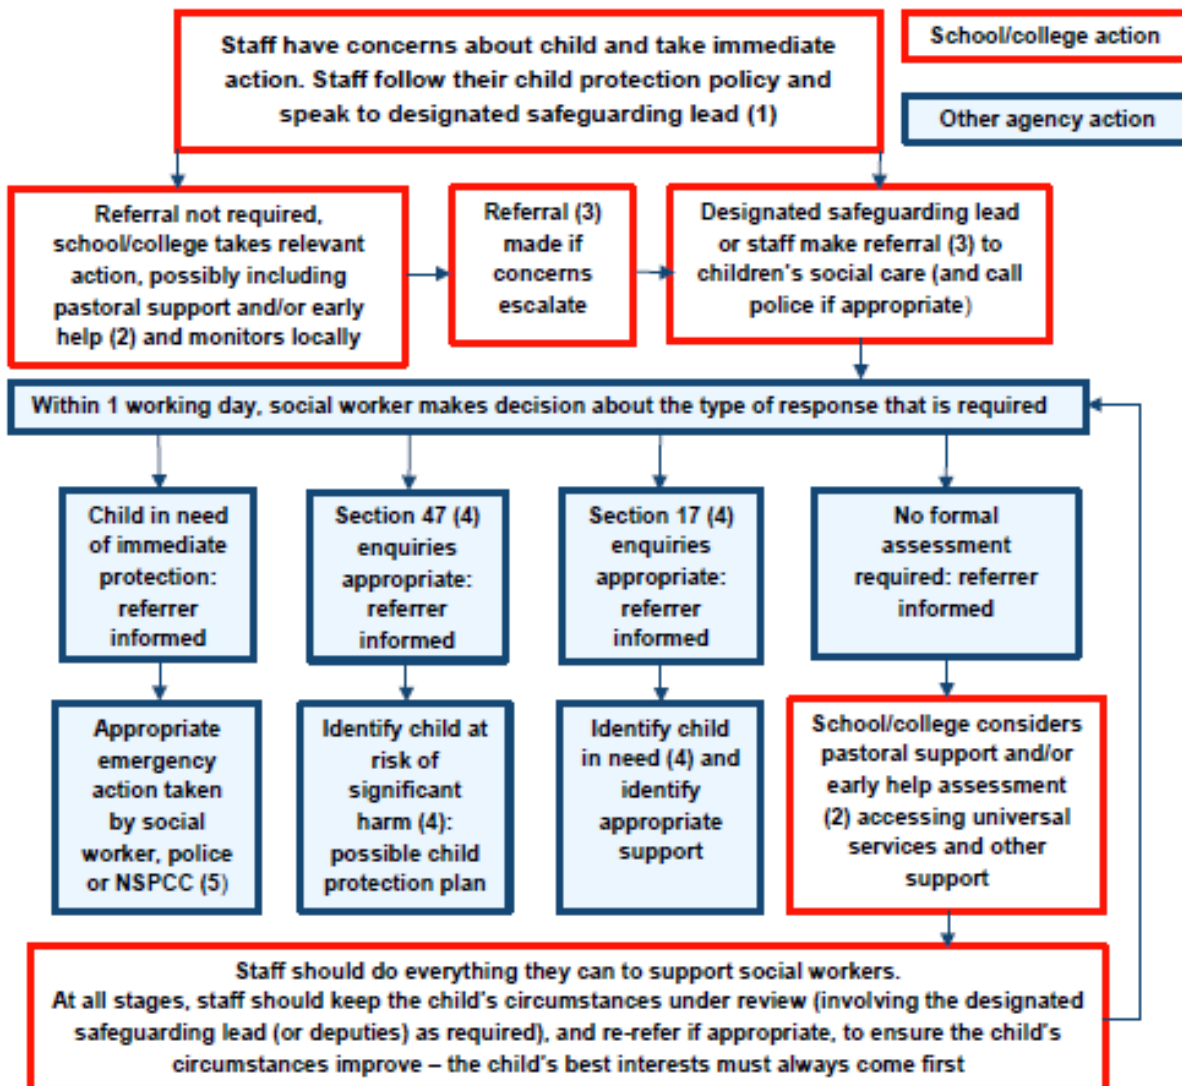 Staff have concerns about child and take immediate
action. Staff follow their child protection policy and
speak to designated safeguarding lead (1)
School/college action
Other agency action
Referral not required,
school/college takes relevant
action, possibly including
pastoral support and/or early
help (2) and monitors locally
Referral (3)
made if
concerns
escalate
Designated safeguarding lead
or staff make referral (3) to
children's social care (and call
police if appropriate)
Within 1 working day, social worker makes decision about the type of response that is required
Child in need
of immediate
protection:
referrer
informed
Section 47 (4)
enquiries
appropriate:
referrer
informed
Section 17 (4)
enquiries
appropriate:
referrer
informed
No formal
assessment
required: referrer
informed
Appropriate
emergency
action taken
by social
worker, police
or NSPCC (5)
Identify child at
risk of
significant
harm (4):
possible child
protection plan
Identify child
in need (4) and
identify
appropriate
support
School/college considers
pastoral support and/or
early help assessment
(2) accessing universal
services and other
support
Staff should do everything they can to support social workers.
At all stages, staff should keep the child's circumstances under review (involving the designated
safeguarding lead (or deputies) as required), and re-refer if appropriate, to ensure the child's
circumstances improve – the child's best interests must always come first